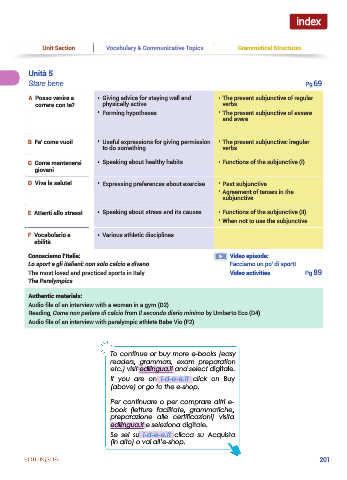 index
Unit Section Vocabulary & Communicative Topics Grammatical Structures
Unità 5
Stare bene Pg 69
A Posso venire a correre con te?
• Giving advice for staying well and physically active
• Forming hypotheses
• The present subjunctive of regular verbs
• The present subjunctive of essere and avere
B Fa' come vuoi!
• Useful expressions for giving permission to do something
• The present subjunctive: irregular verbs
C Come mantenersi giovani
• Speaking about healthy habits
• Functions of the subjunctive (I)
D Viva la salute!
• Expressing preferences about exercise
• Past subjunctive
• Agreement of tenses in the subjunctive
E Attenti allo stress!
• Speaking about stress and its causes
• Functions of the subjunctive (II)
• When not to use the subjunctive
F Vocabolario e abilità
• Various athletic disciplines
Conosciamo l'Italia:
Lo sport e gli italiani: non solo calcio e divano
The most loved and practiced sports in Italy
The Paralympics
Video episode:
Facciamo un po' di sport!
Video activities Pg 89
Authentic materials:
Audio file of an interview with a woman in a gym (D2)
Reading, Come non parlare di calcio from Il secondo diario minimo by Umberto Eco (D4)
Audio file of an interview with paralympic athlete Bebe Vio (F2)
To continue or buy more e-books (easy
readers, grammars, exam preparation
etc.) visit edilingua.it and select digitale.
If you are on i-d-e-e.it click on Buy
(above) or go to the e-shop.
Per continuare o per comprare altri e-
book (letture facilitate, grammatiche,
preparazione alle certificazioni) visita
edilingua.it e seleziona digitale.
Se sei su i-d-e-e.it clicca su Acquista
(in alto) o vai all'e-shop.
201